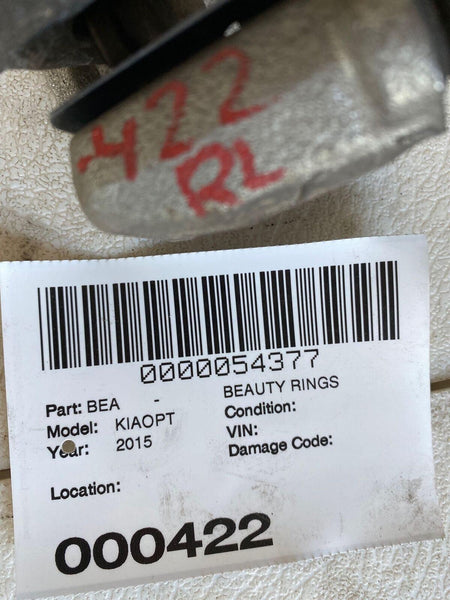 422
RL
0000054377
Part: BEA - BEAUTY RINGS
Model: KIAOPT Condition:
Year: 2015 VIN:
Damage Code:
Location:
000422